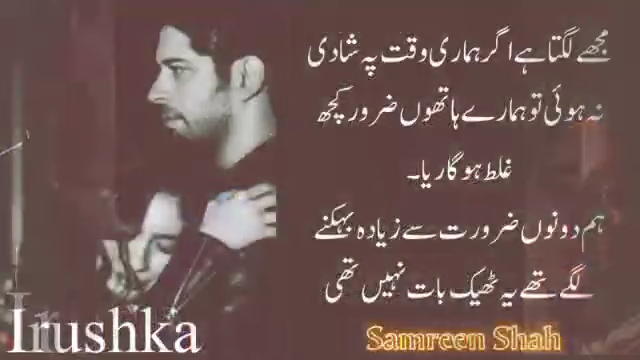 مجھے لگتا ہے اگر ہماری وقت پہ شادی
نہ ہوئی تو ہمارے ہاتھوں ضرور کچھ
غلط ہو گا ریا۔
ہم دونوں ضرورت سے زیادہ بہکنے
لگے تھے یہ ٹھیک بات نہیں تھی
Irushka
Samreen Shah